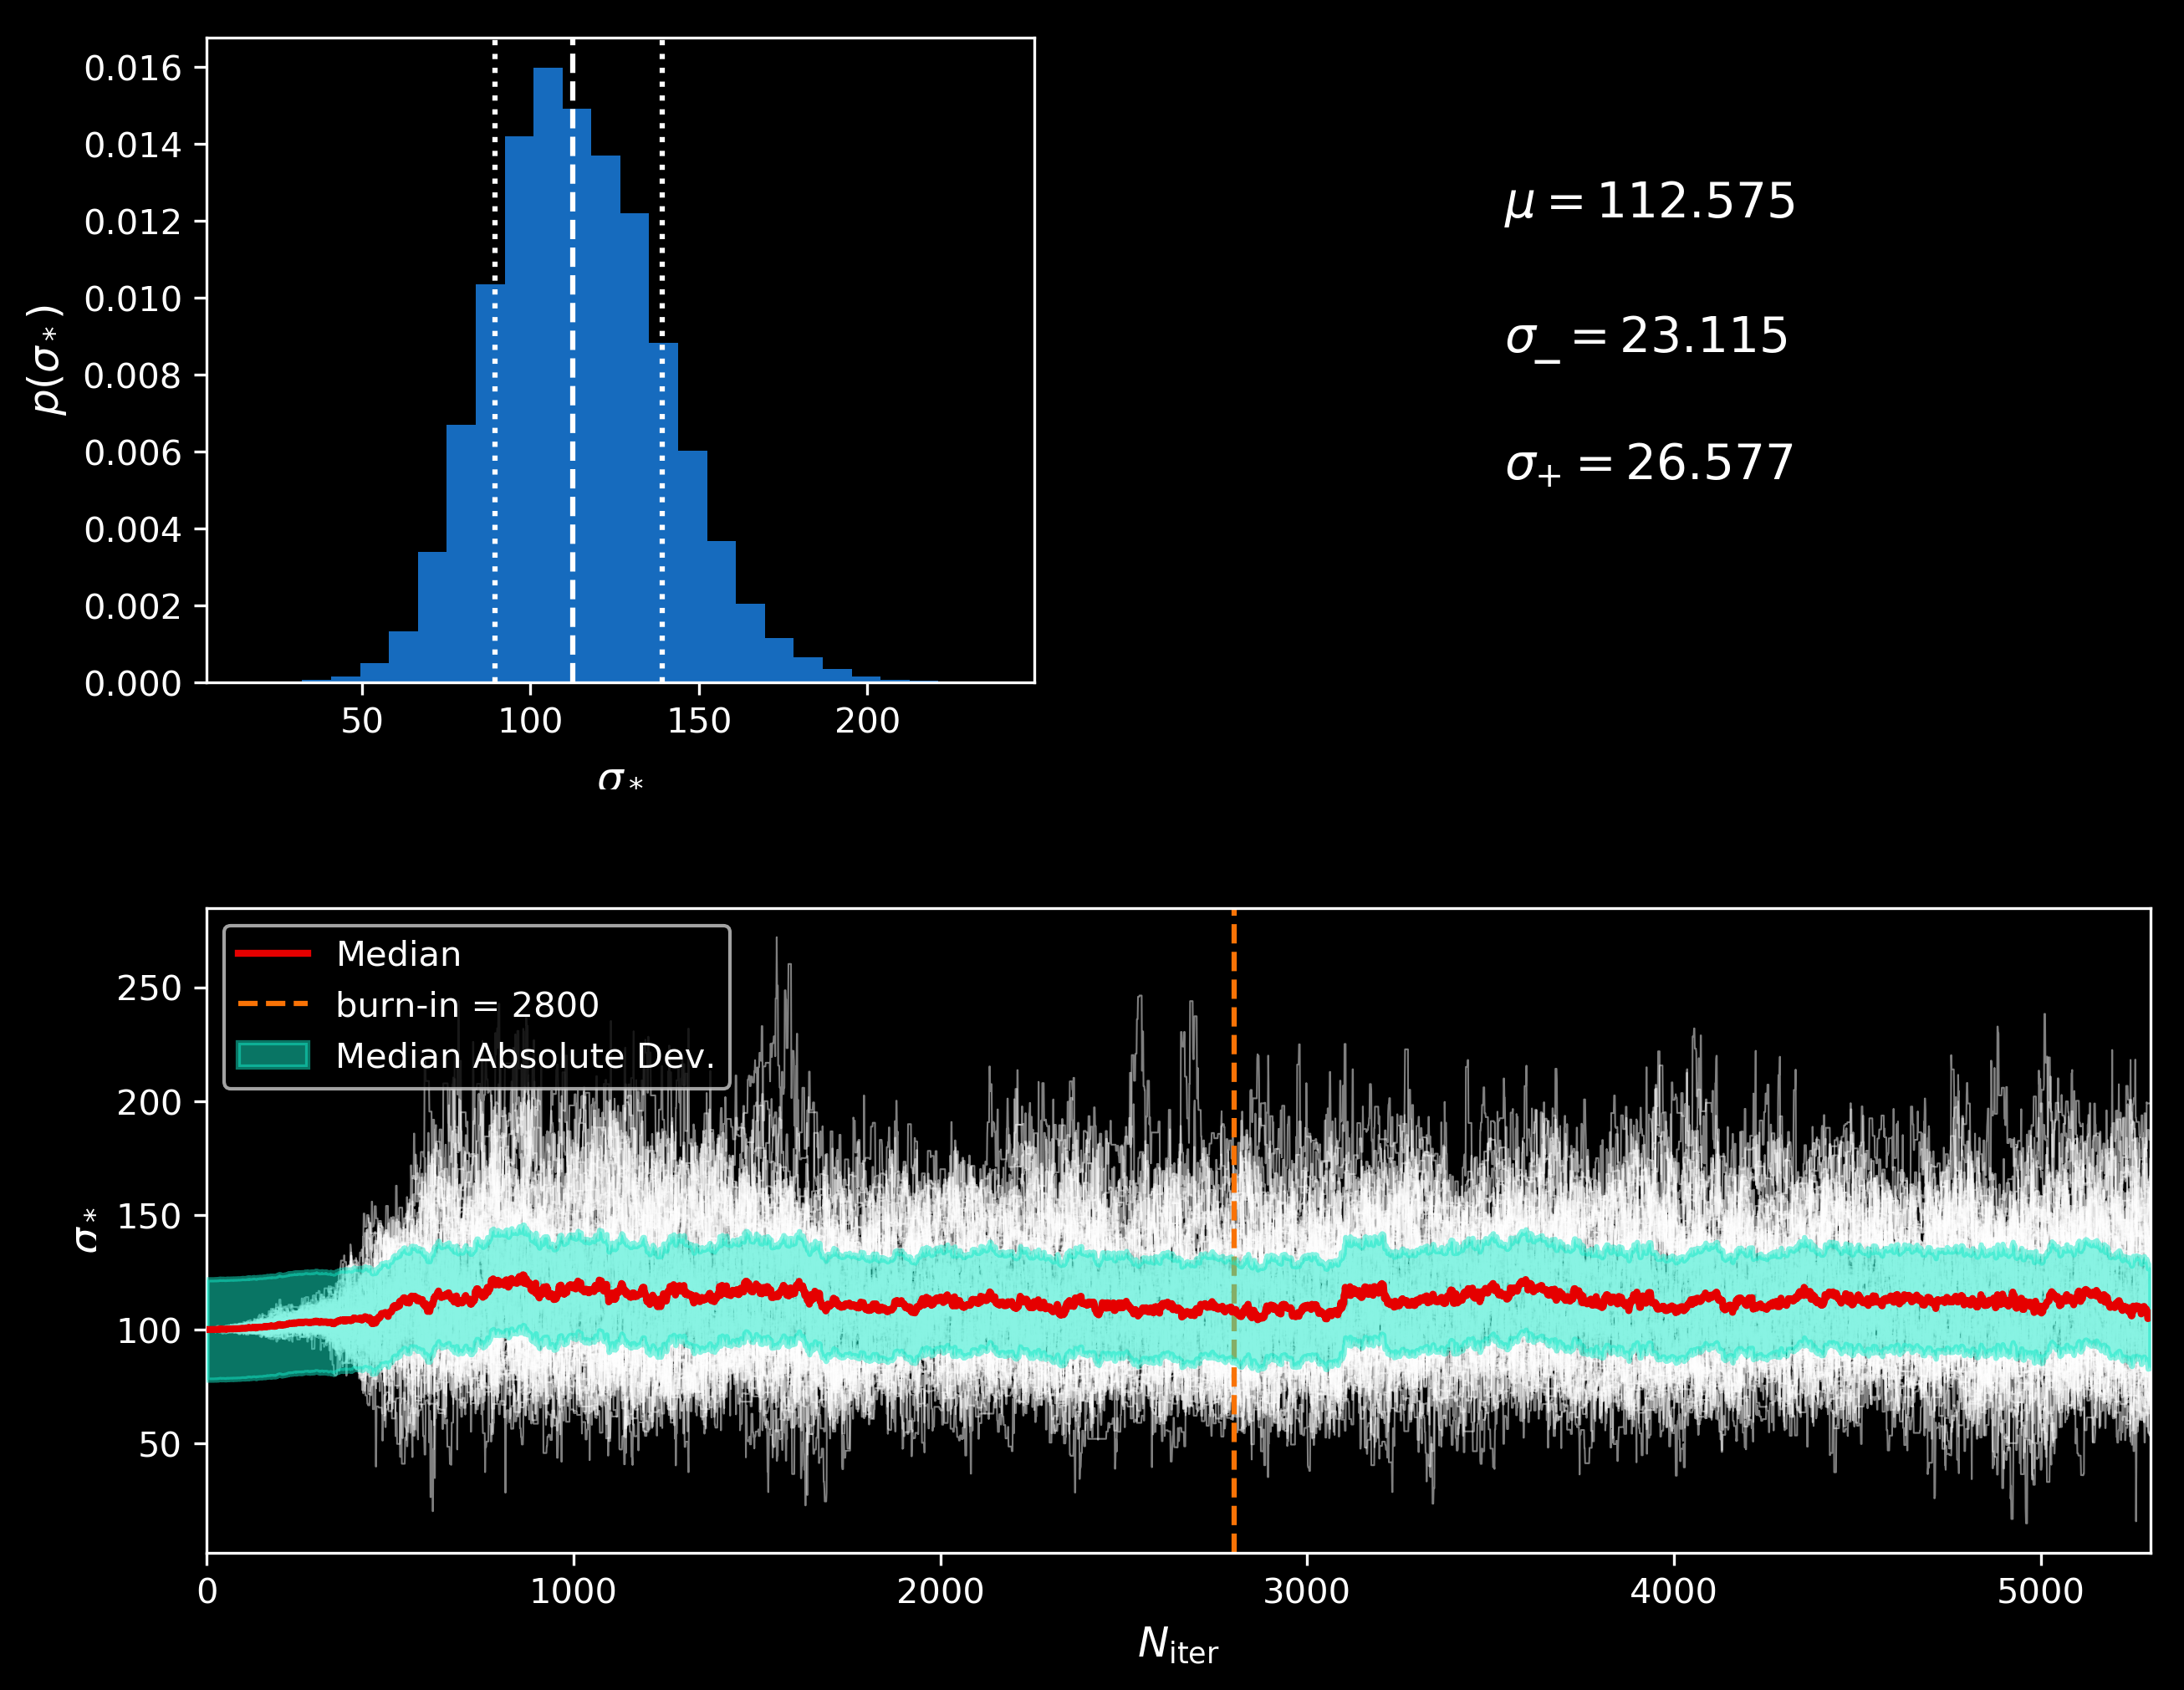 0.016
0.014
0.012
0.010
0.008
0.006
0.004
0.002
0.000
p(σ*)
50 100 150 200
σ*
μ = 112.575
σ_ = 23.115
σ+ = 26.577
Median
burn-in = 2800
Median Absolute Dev.
250
200
150
100
50
σ*
0 1000 2000 3000 4000 5000
Niter